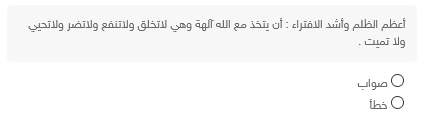 أعظم الظلم وأشد الافتراء : أن يتخذ مع الله آلهة وهي لاتخلق ولاتنفع ولاتضر ولاتحيي
ولا تميت .
صواب
خطأ